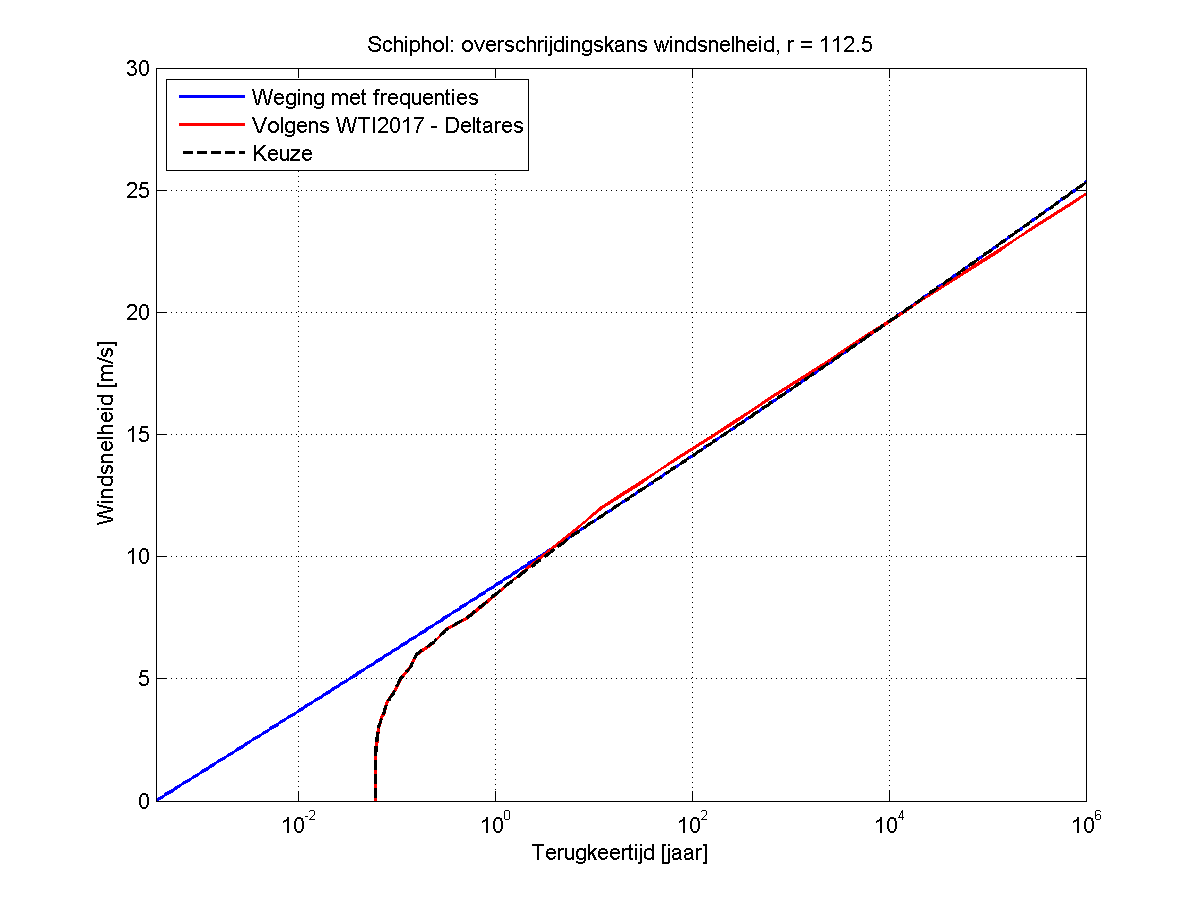 Schiphol: overschrijdingskans windsnelheid, r = 112.5
30
Weging met frequenties
Volgens WTI2017 - Deltares
Keuze
25
20
15
10
5
0
Windsnelheid [m/s]
10^-2
10^0
10^2
10^4
10^6
Terugkeertijd [jaar]